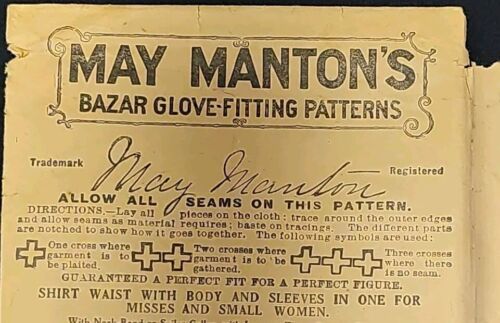 MAY MANTON'S
BAZAR GLOVE-FITTING PATTERNS
Trademark May Manton Registered
ALLOW ALL SEAMS ON THIS PATTERN.
DIRECTIONS.—Lay all pieces on the cloth: trace around the outer edges
and allow seams as material requires; baste on tracings. The different parts
are notched to show how it goes together. The following symbols are used:
One cross where garment is to be plaited.
Two crosses where garment is to be gathered.
Three crosses where there is no seam.
GUARANTEED A PERFECT FIT FOR A PERFECT FIGURE.
SHIRT WAIST WITH BODY AND SLEEVES IN ONE FOR
MISSES AND SMALL WOMEN.
With Neck Band or